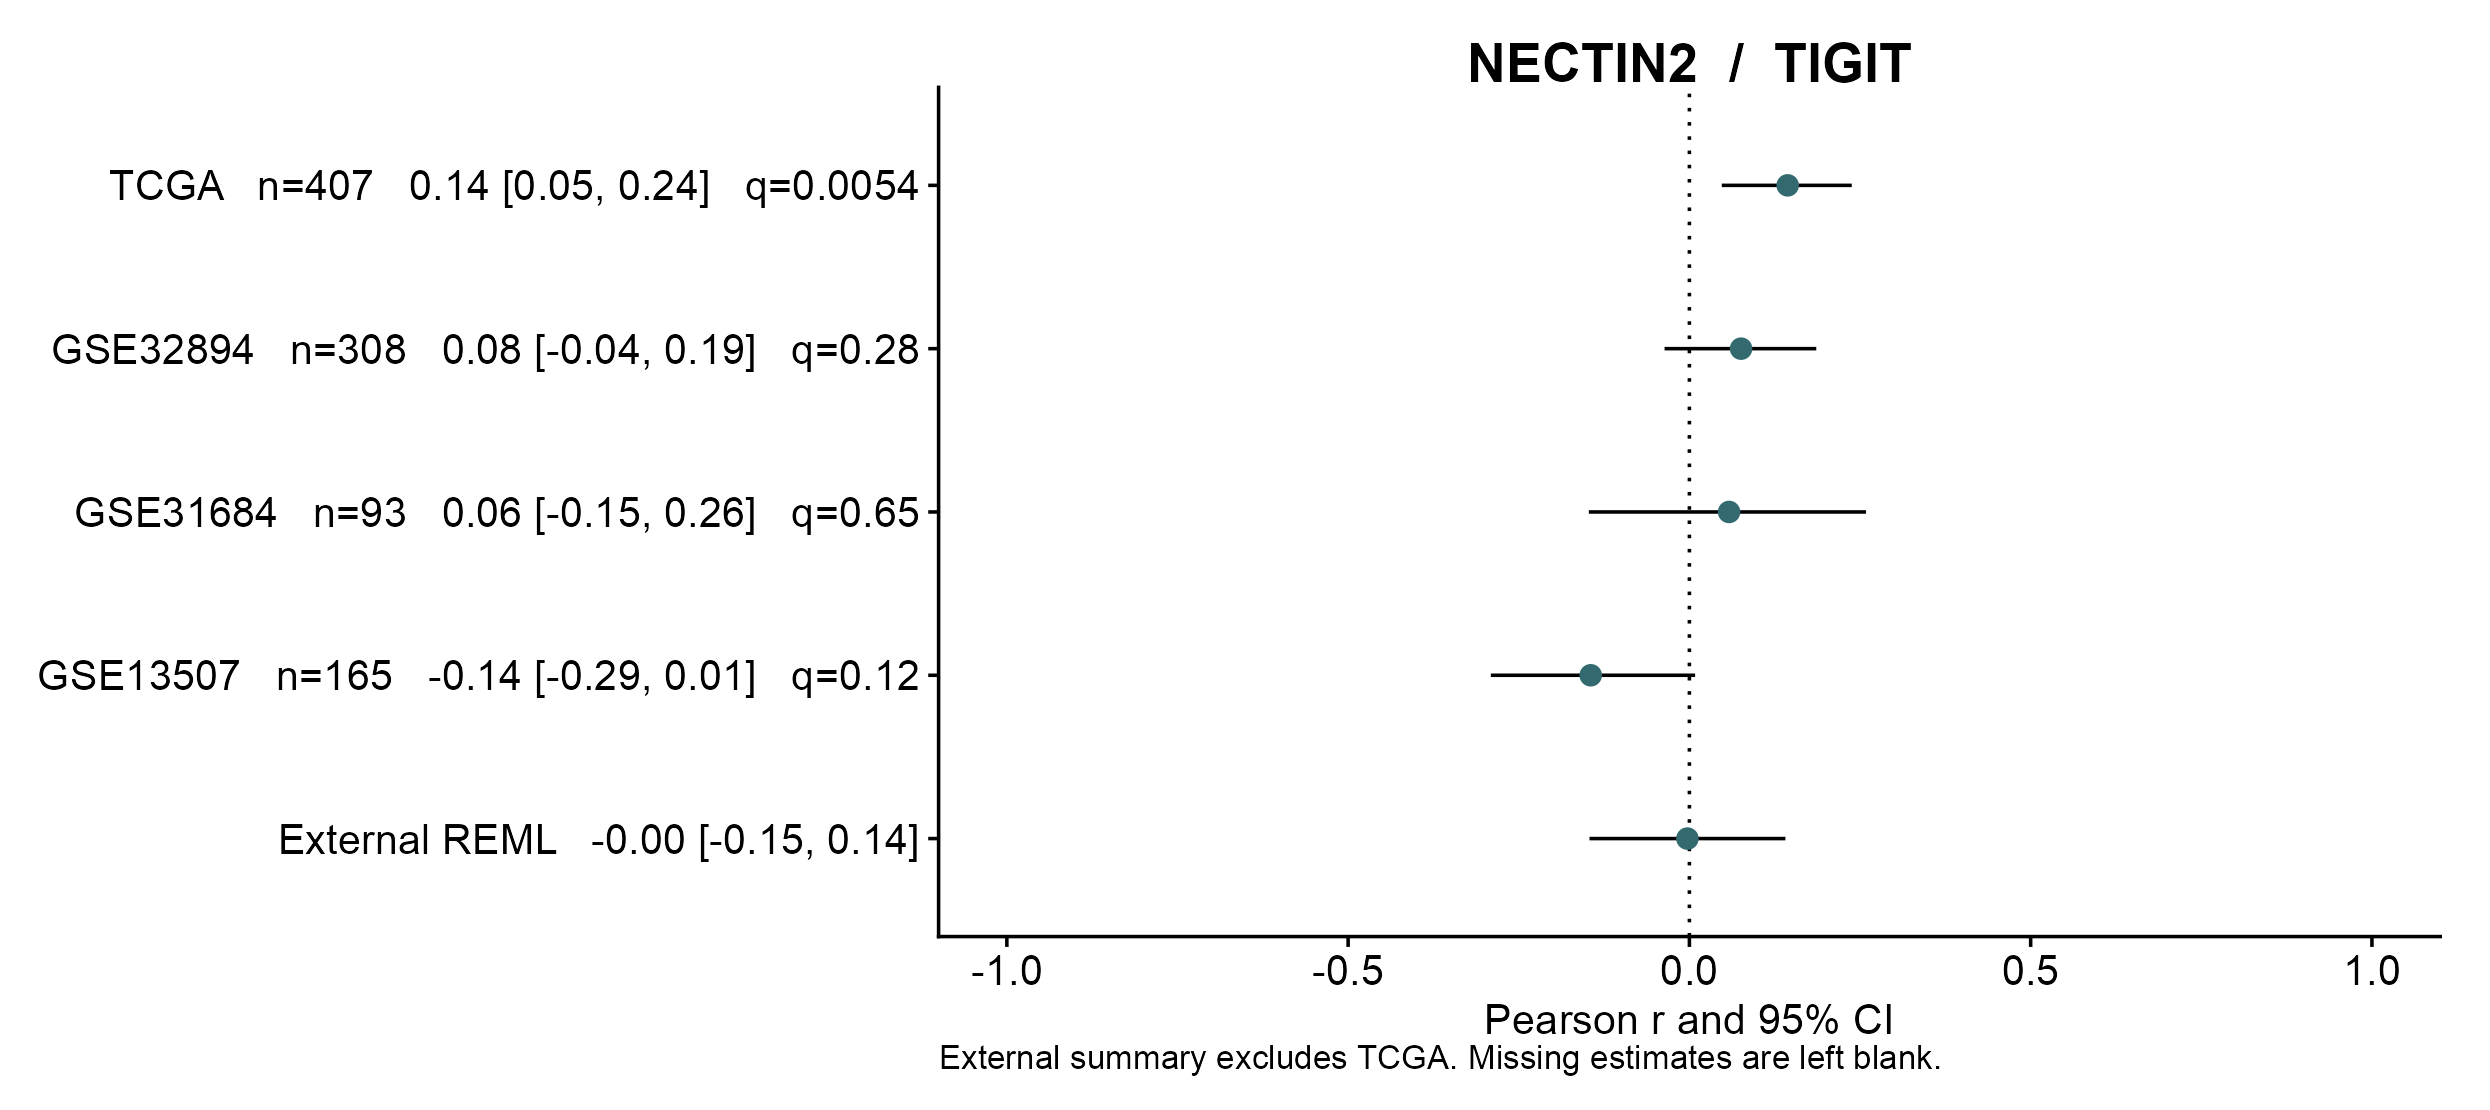 NECTIN2 / TIGIT
TCGA n=407 0.14 [0.05, 0.24] q=0.0054
GSE32894 n=308 0.08 [-0.04, 0.19] q=0.28
GSE31684 n=93 0.06 [-0.15, 0.26] q=0.65
GSE13507 n=165 -0.14 [-0.29, 0.01] q=0.12
External REML -0.00 [-0.15, 0.14]
-1.0 -0.5 0.0 0.5 1.0
Pearson r and 95% CI
External summary excludes TCGA. Missing estimates are left blank.